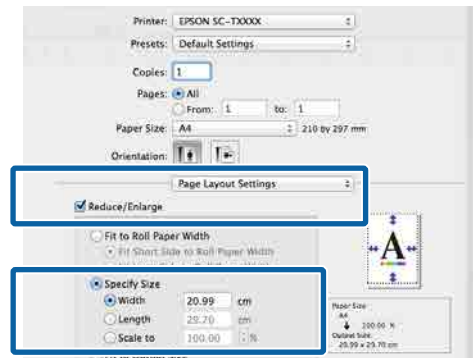 Printer: EPSON SC-TXXXX
Presets: Default Settings
Copies: 1
Pages: All
From: 1 to: 1
Paper Size: A4 210 by 297 mm
Orientation:
Page Layout Settings
Reduce/Enlarge
Fit to Roll Paper Width
Fit Short Side to Roll Paper Width
A
Specify Size
Width 20.99 cm
Length 29.70 cm
Scale to 100.00 %
Paper Size
A4
100.00 %
Output Size
20.99 x 29.70 cm